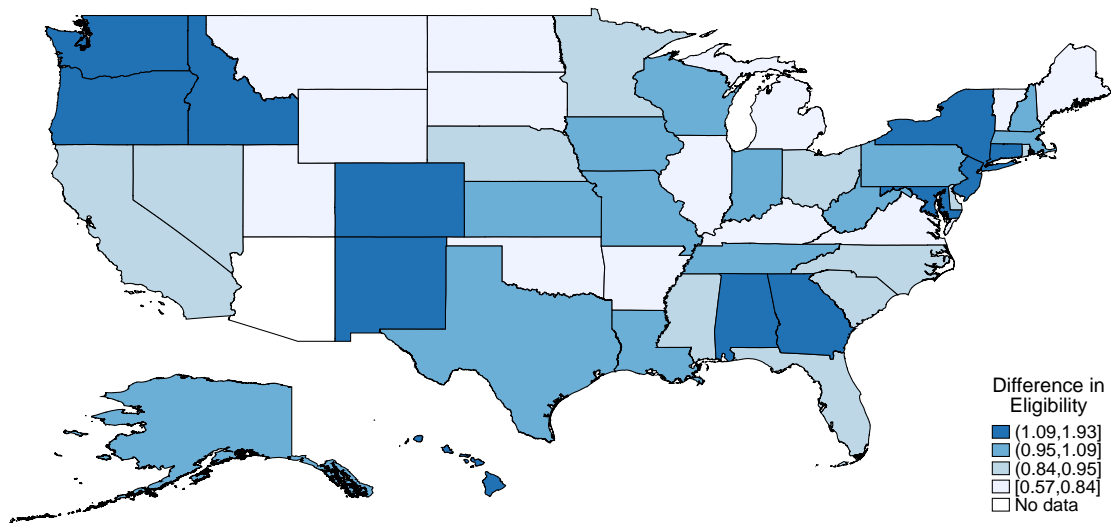 Difference in
Eligibility
(1.09,1.93]
(0.95,1.09]
(0.84,0.95]
[0.57,0.84]
No data